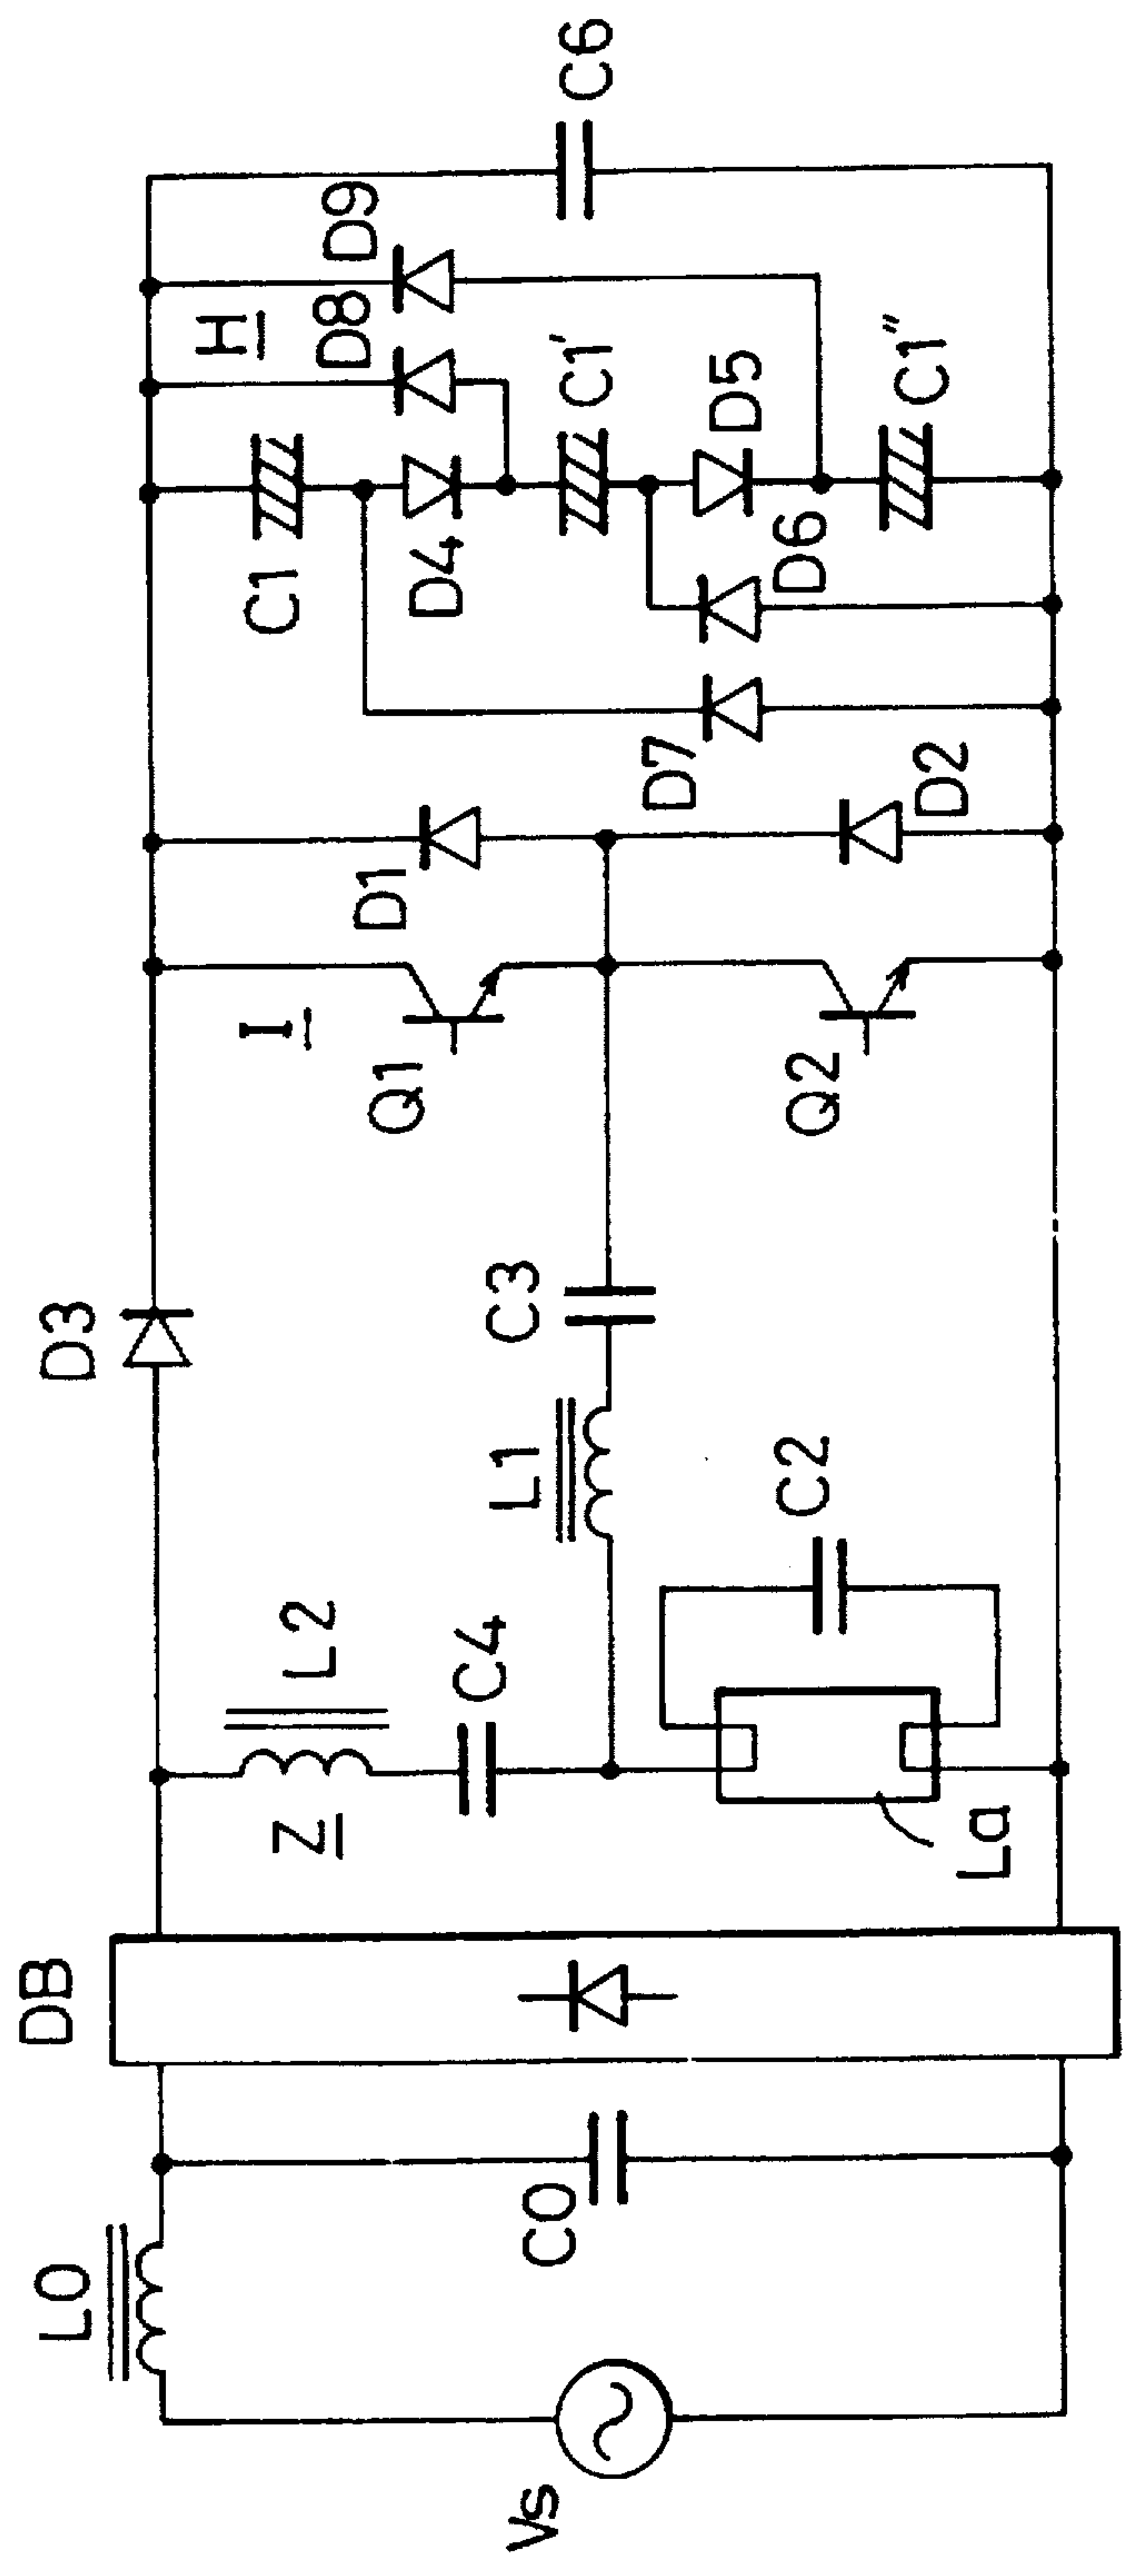 L0
Vs
C0
DB
Z
L2
C4
La
C2
L1
C3
D3
I
Q1
Q2
D1
D2
D7
D6
C1
D4
H
D8
D9
C1'
D5
C1"
C6